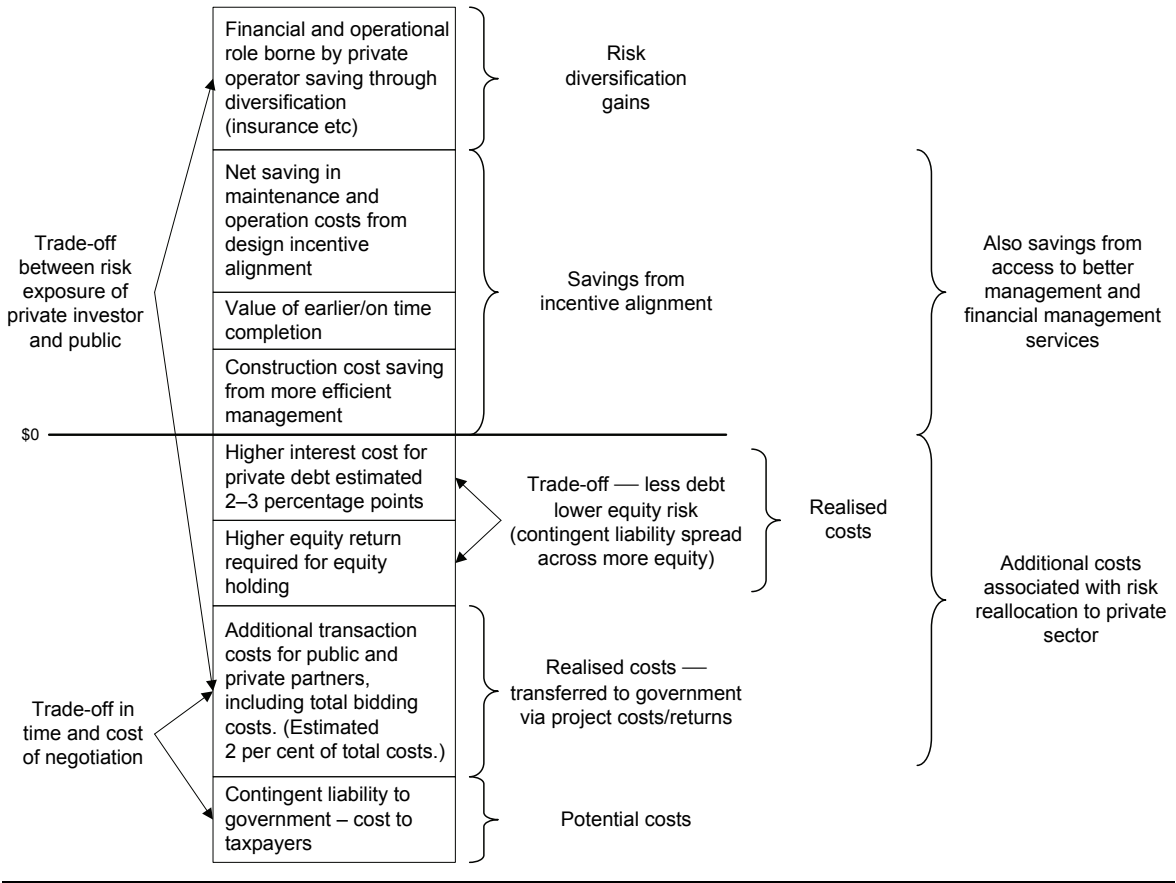 Financial and operational
role borne by private
operator saving through
diversification
(insurance etc)
Risk
diversification
gains
Net saving in
maintenance and
operation costs from
design incentive
alignment
Value of earlier/on time
completion
Construction cost saving
from more efficient
management
Savings from
incentive alignment
Also savings from
access to better
management and
financial management
services
Trade-off
between risk
exposure of
private investor
and public
$0
Higher interest cost for
private debt estimated
2–3 percentage points
Higher equity return
required for equity
holding
Trade-off — less debt
lower equity risk
(contingent liability spread
across more equity)
Realised
costs
Additional costs
associated with risk
reallocation to private
sector
Additional transaction
costs for public and
private partners,
including total bidding
costs. (Estimated
2 per cent of total costs.)
Realised costs —
transferred to government
via project costs/returns
Trade-off in
time and cost
of negotiation
Contingent liability to
government – cost to
taxpayers
Potential costs